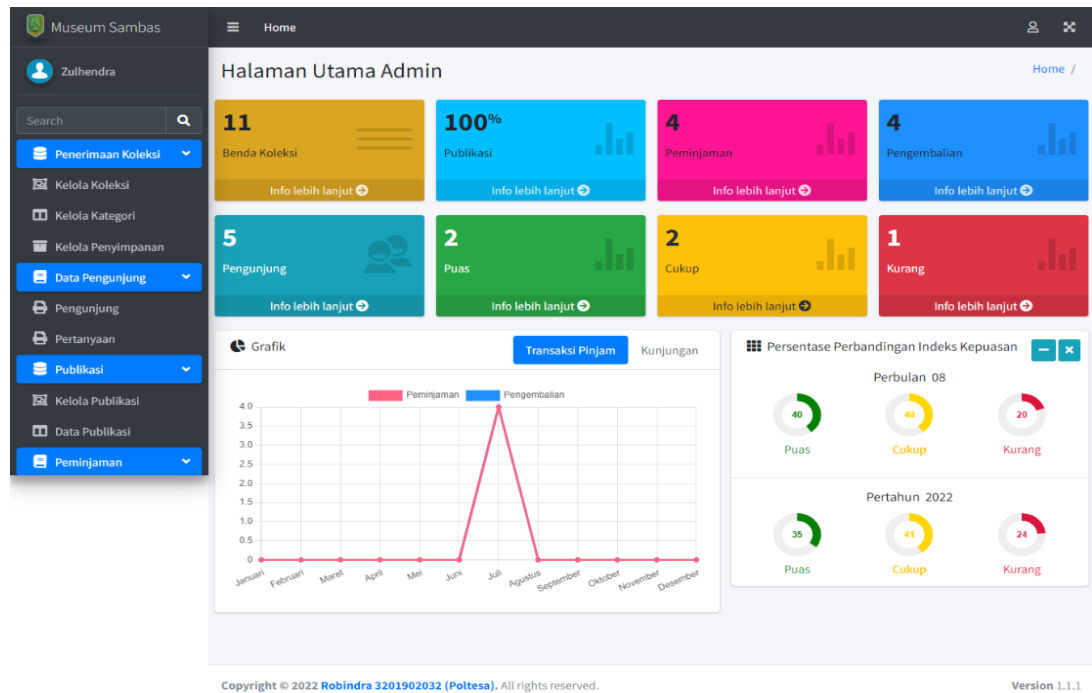 Museum Sambas
Home
Zulhendra
Halaman Utama Admin
Home /
Search
Penerimaan Koleksi
Kelola Koleksi
Kelola Kategori
Kelola Penyimpanan
Data Pengunjung
Pengunjung
Pertanyaan
Publikasi
Kelola Publikasi
Data Publikasi
Peminjaman
11
Benda Koleksi
Info lebih lanjut
100%
Publikasi
Info lebih lanjut
4
Peminjaman
Info lebih lanjut
4
Pengembalian
Info lebih lanjut
5
Pengunjung
Info lebih lanjut
2
Puas
Info lebih lanjut
2
Cukup
Info lebih lanjut
1
Kurang
Info lebih lanjut
Grafik
Transaksi Pinjam
Kunjungan
Peminjaman Pengembalian
4.0
3.5
3.0
2.5
2.0
1.5
1.0
0.5
0
Januari Februari Maret April Mei Juni Juli Agustus September Oktober November Desember
Persentase Perbandingan Indeks Kepuasan
Perbulan 08
40 40 20
Puas Cukup Kurang
Pertahun 2022
35 41 24
Puas Cukup Kurang
Copyright © 2022 Robindra 3201902032 (Poltesa). All rights reserved.
Version 1.1.1